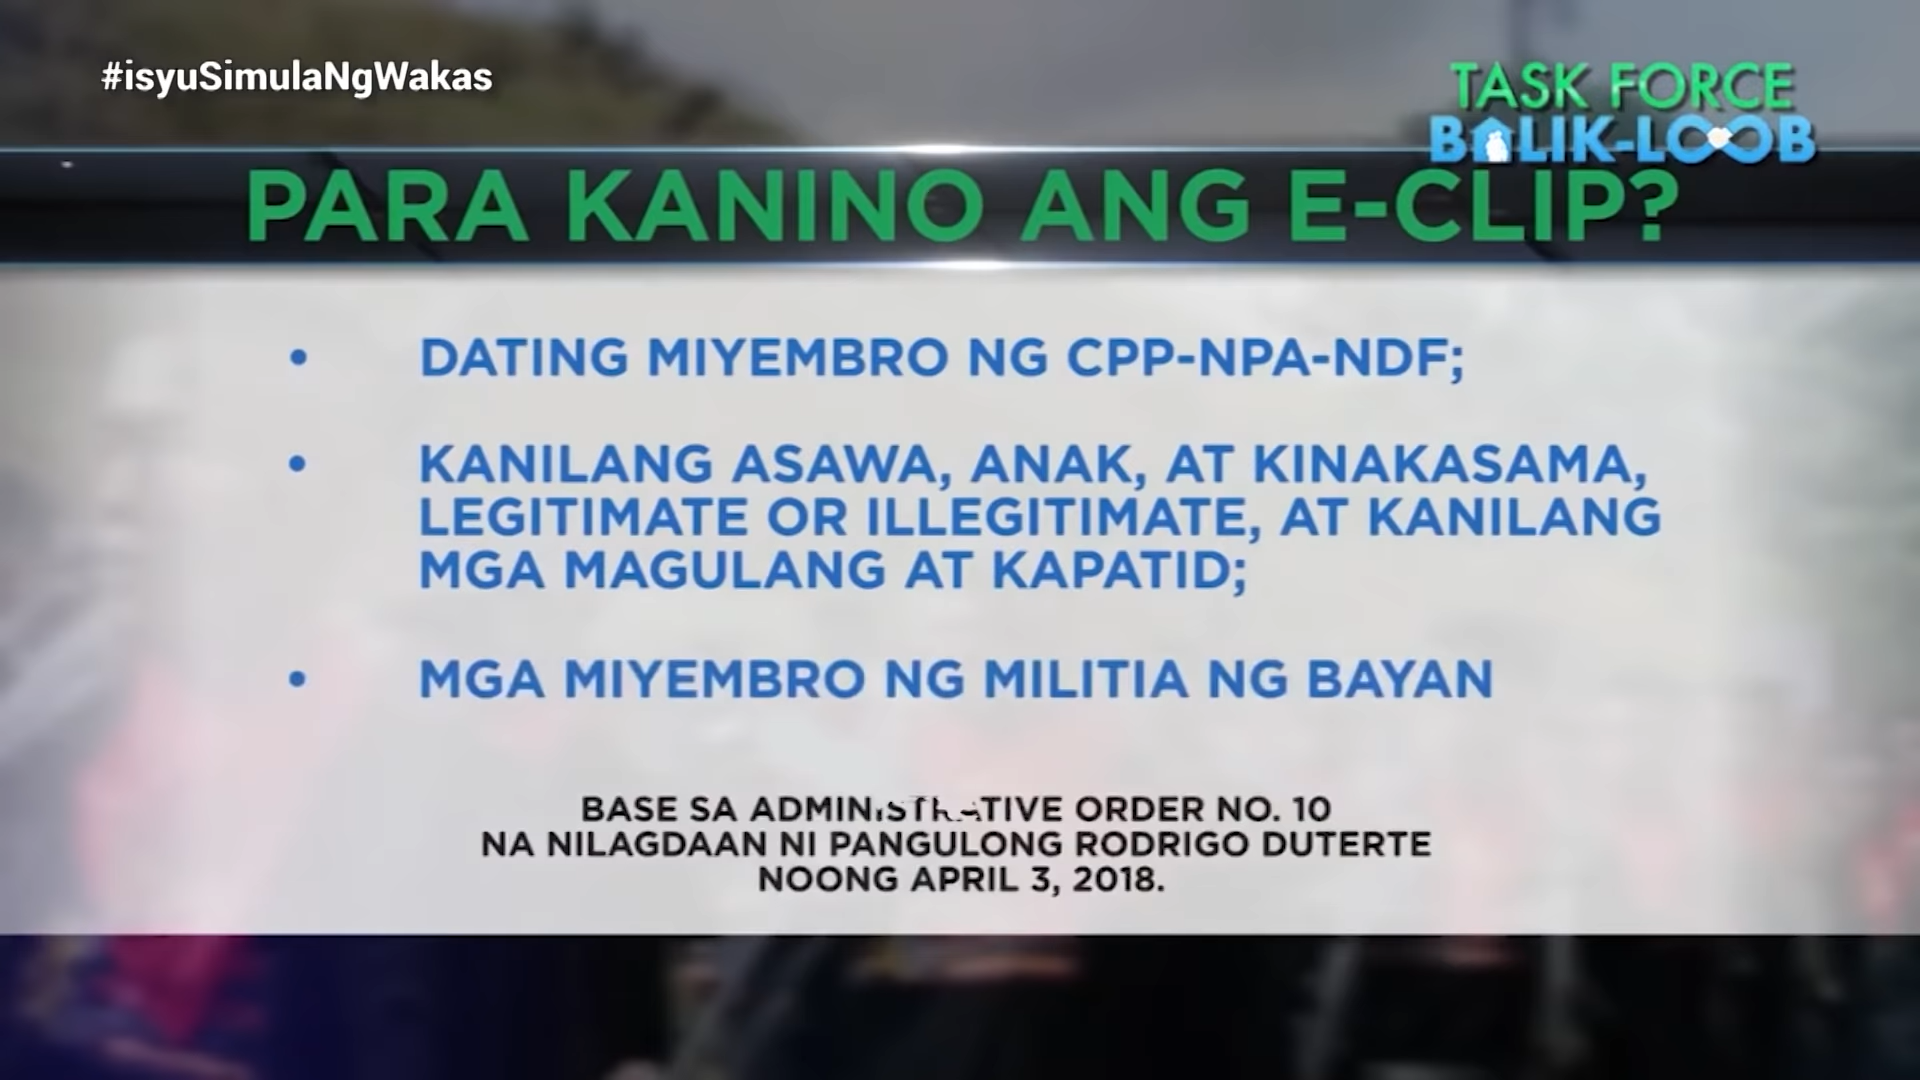 #isyuSimulaNgWakas
TASK FORCE
BALIK-LOOB
PARA KANINO ANG E-CLIP?
• DATING MIYEMBRO NG CPP-NPA-NDF;
• KANILANG ASAWA, ANAK, AT KINAKASAMA,
LEGITIMATE OR ILLEGITIMATE, AT KANILANG
MGA MAGULANG AT KAPATID;
• MGA MIYEMBRO NG MILITIA NG BAYAN
BASE SA ADMINISTRATIVE ORDER NO. 10
NA NILAGDAAN NI PANGULONG RODRIGO DUTERTE
NOONG APRIL 3, 2018.